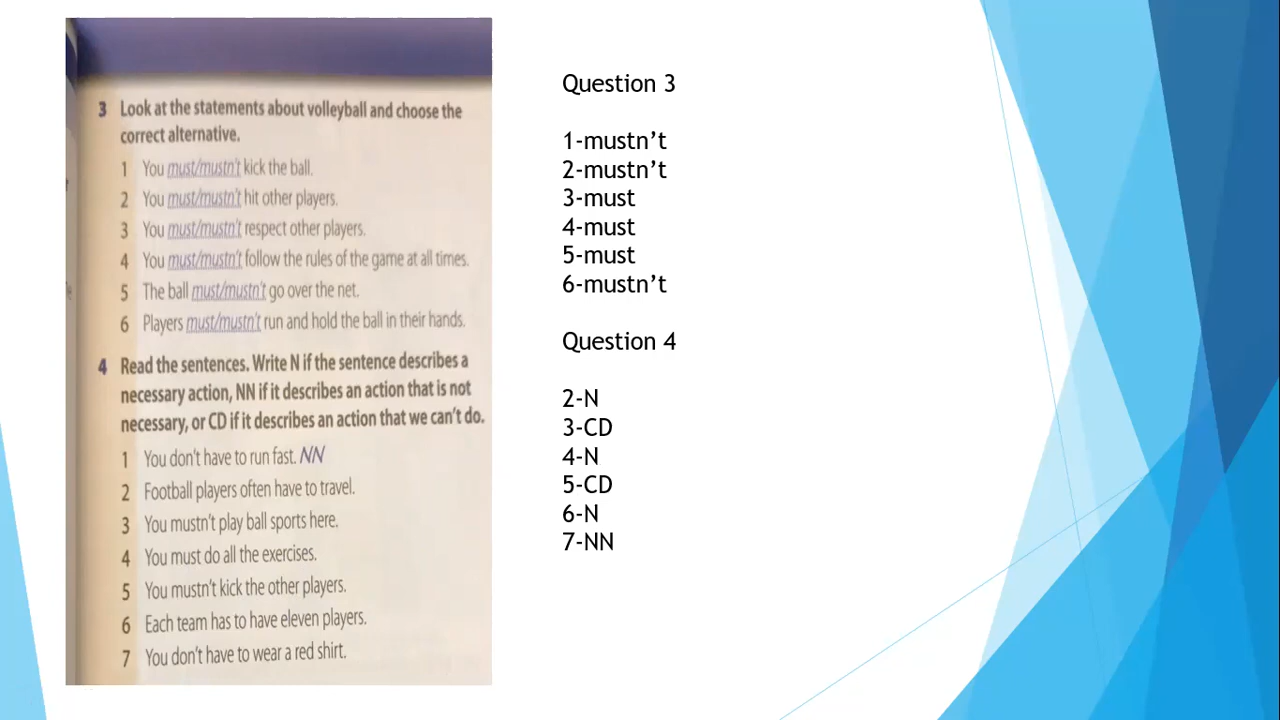 3 Look at the statements about volleyball and choose the
correct alternative.
1 You must/mustn't kick the ball.
2 You must/mustn't hit other players.
3 You must/mustn't respect other players.
4 You must/mustn't follow the rules of the game at all times.
5 The ball must/mustn't go over the net.
6 Players must/mustn't run and hold the ball in their hands.
4 Read the sentences. Write N if the sentence describes a
necessary action, NN if it describes an action that is not
necessary, or CD if it describes an action that we can't do.
1 You don't have to run fast. NN
2 Football players often have to travel.
3 You mustn't play ball sports here.
4 You must do all the exercises.
5 You mustn't kick the other players.
6 Each team has to have eleven players.
7 You don't have to wear a red shirt.
Question 3
1-mustn’t
2-mustn’t
3-must
4-must
5-must
6-mustn’t
Question 4
2-N
3-CD
4-N
5-CD
6-N
7-NN